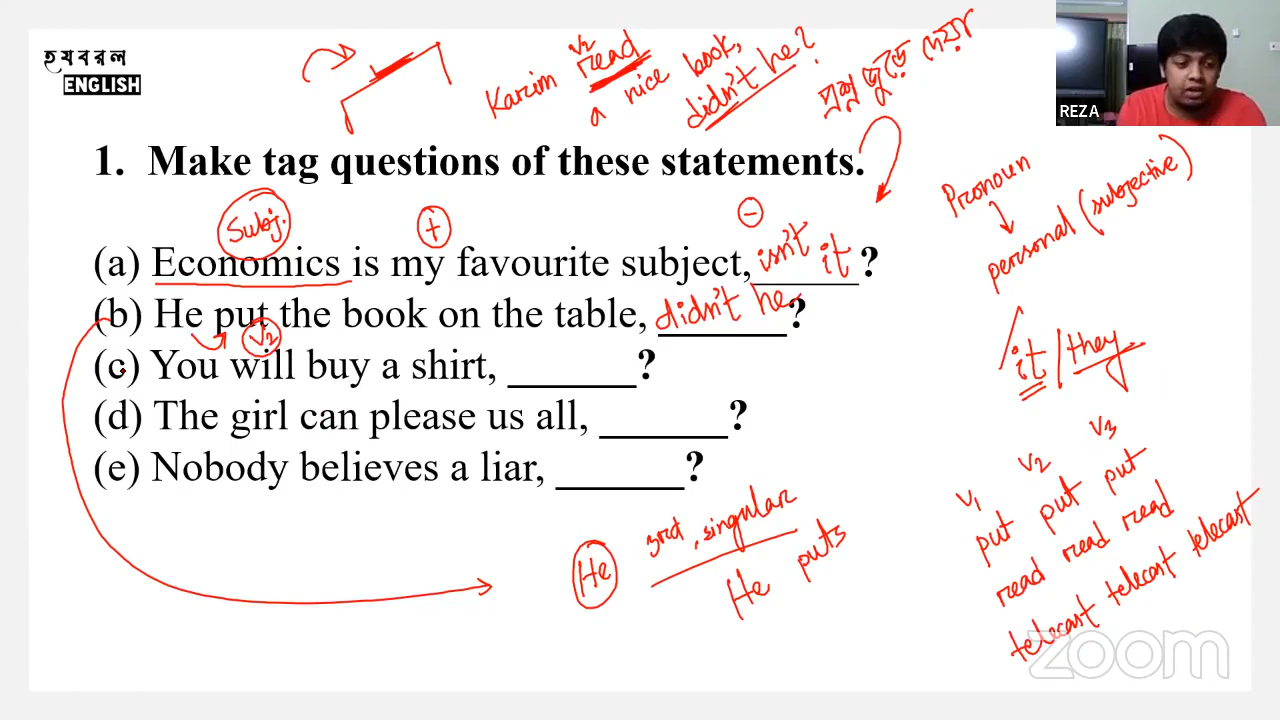 হ য ব র ল
ENGLISH
Karim read V2
a nice book,
didn't he?
প্রশ্ন জুড়ে দেয়া
REZA
1. Make tag questions of these statements.
Subj.
+
−
Pronoun
personal (subjective)
(a) Economics is my favourite subject, isn't it ?
(b) He put the book on the table, didn't he ?
V2
(c) You will buy a shirt, ______?
(d) The girl can please us all, ______?
(e) Nobody believes a liar, ______?
it / they
V1 V2 V3
put put put
read read read
telecast telecast telecast
He
3rd, singular
He puts
zoom